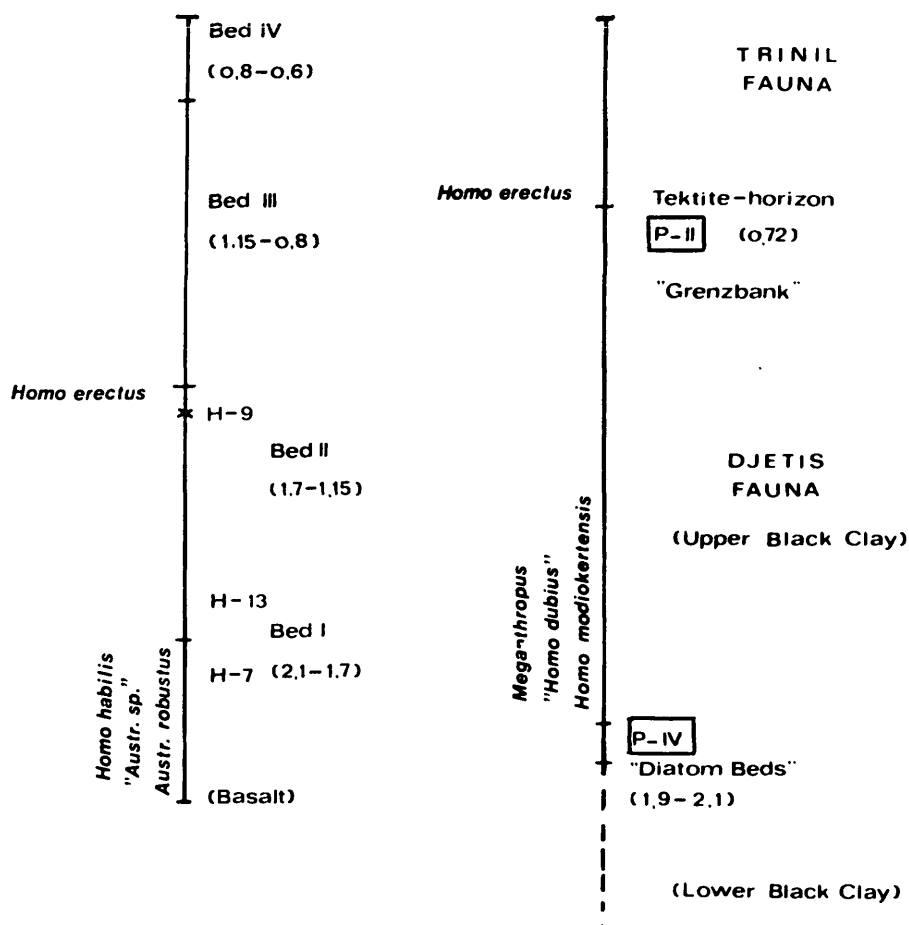 Bed IV
(0,8-0,6)
Bed III
(1.15-0,8)
Homo erectus
H-9
Bed II
(1.7-1,15)
H-13
Bed I
H-7 (2,1-1.7)
Homo habilis
"Austr. sp."
Austr. robustus
(Basalt)
TRINIL
FAUNA
Homo erectus
Tektite-horizon
P-II (0,72)
"Grenzbank"
DJETIS
FAUNA
(Upper Black Clay)
Meganthropus
"Homo dubius"
Homo modiokertensis
P-IV
"Diatom Beds"
(1,9-2,1)
(Lower Black Clay)